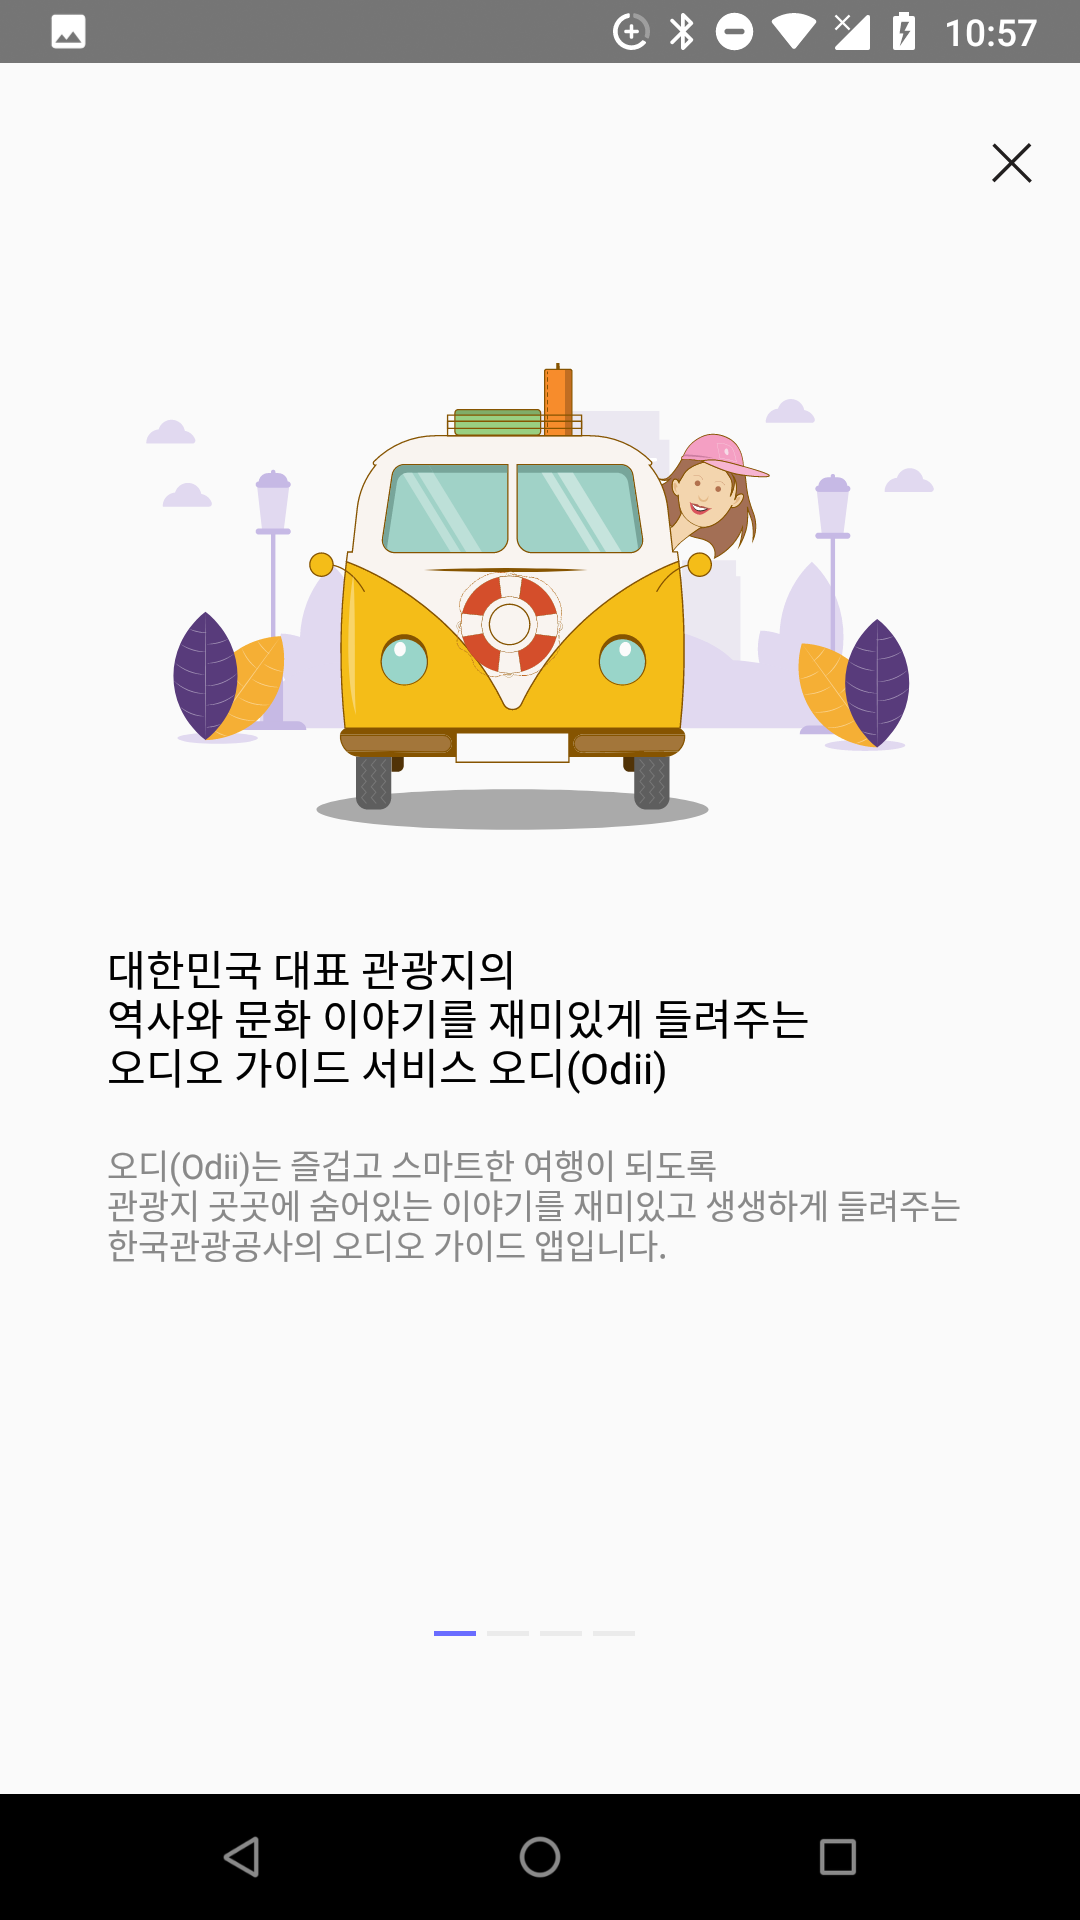 10:57
대한민국 대표 관광지의
역사와 문화 이야기를 재미있게 들려주는
오디오 가이드 서비스 오디(Odii)
오디(Odii)는 즐겁고 스마트한 여행이 되도록
관광지 곳곳에 숨어있는 이야기를 재미있고 생생하게 들려주는
한국관광공사의 오디오 가이드 앱입니다.